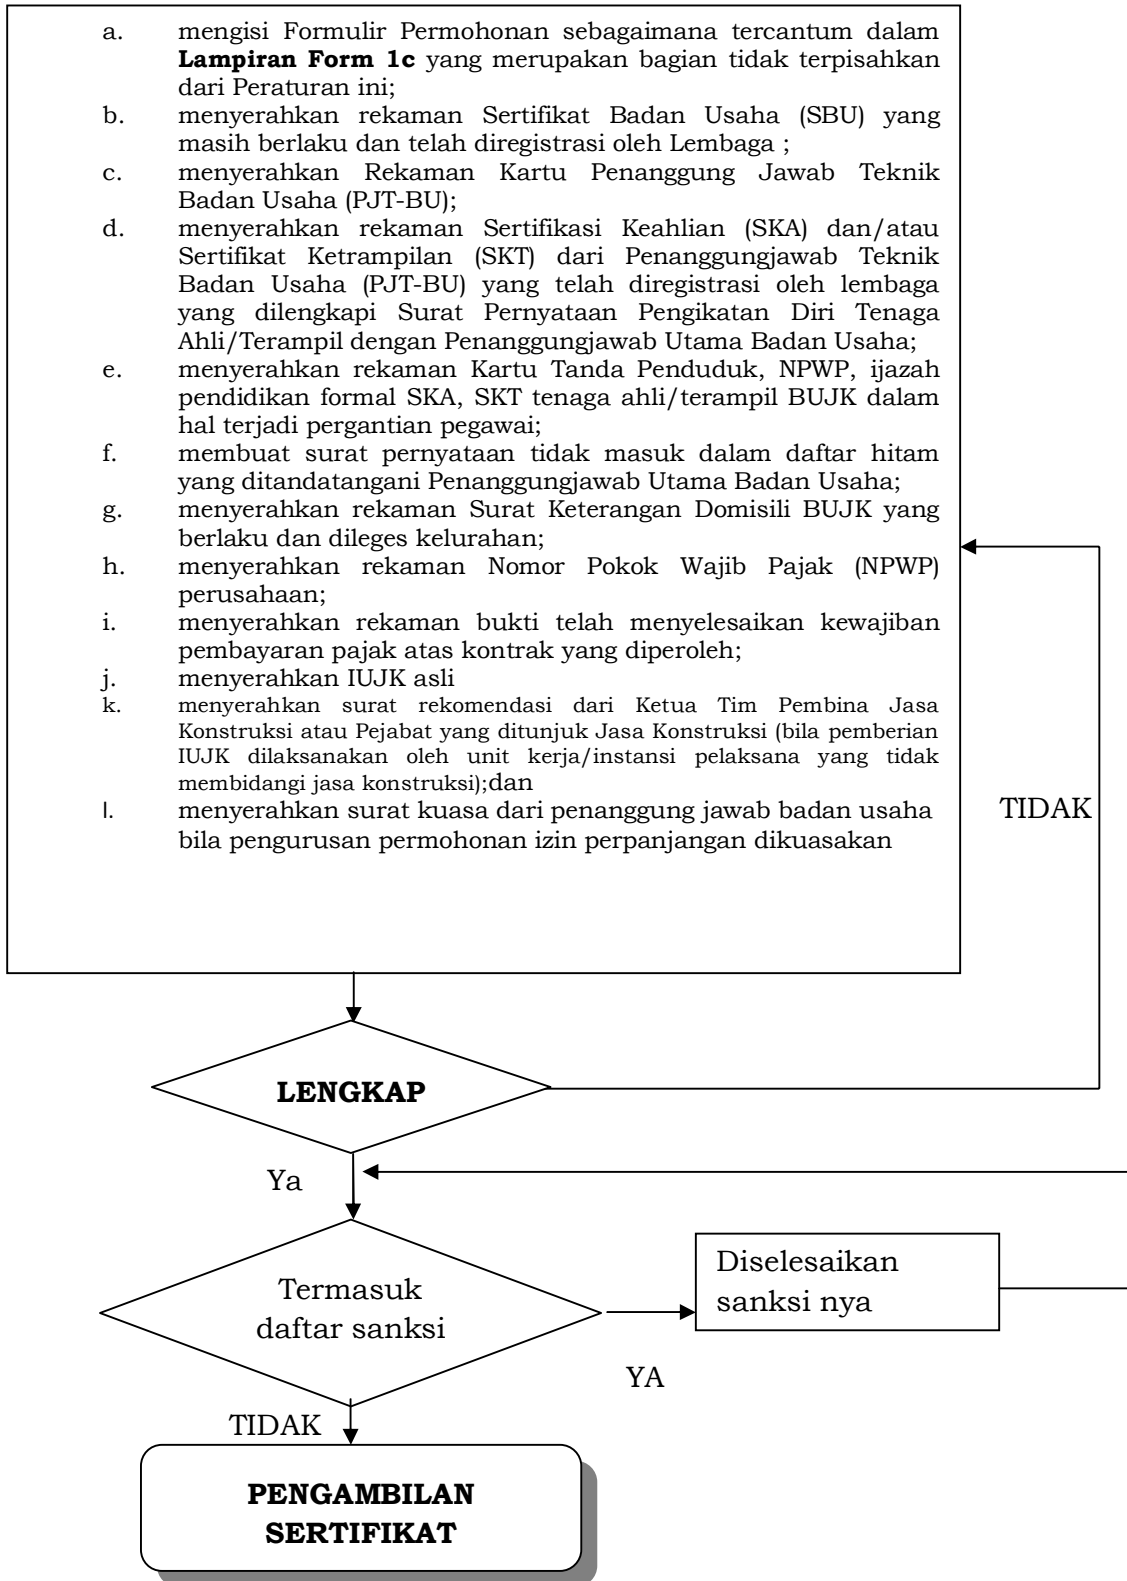 a. mengisi Formulir Permohonan sebagaimana tercantum dalam
Lampiran Form 1c yang merupakan bagian tidak terpisahkan
dari Peraturan ini;
b. menyerahkan rekaman Sertifikat Badan Usaha (SBU) yang
masih berlaku dan telah diregistrasi oleh Lembaga ;
c. menyerahkan Rekaman Kartu Penanggung Jawab Teknik
Badan Usaha (PJT-BU);
d. menyerahkan rekaman Sertifikasi Keahlian (SKA) dan/atau
Sertifikat Ketrampilan (SKT) dari Penanggungjawab Teknik
Badan Usaha (PJT-BU) yang telah diregistrasi oleh lembaga
yang dilengkapi Surat Pernyataan Pengikatan Diri Tenaga
Ahli/Terampil dengan Penanggungjawab Utama Badan Usaha;
e. menyerahkan rekaman Kartu Tanda Penduduk, NPWP, ijazah
pendidikan formal SKA, SKT tenaga ahli/terampil BUJK dalam
hal terjadi pergantian pegawai;
f. membuat surat pernyataan tidak masuk dalam daftar hitam
yang ditandatangani Penanggungjawab Utama Badan Usaha;
g. menyerahkan rekaman Surat Keterangan Domisili BUJK yang
berlaku dan dileges kelurahan;
h. menyerahkan rekaman Nomor Pokok Wajib Pajak (NPWP)
perusahaan;
i. menyerahkan rekaman bukti telah menyelesaikan kewajiban
pembayaran pajak atas kontrak yang diperoleh;
j. menyerahkan IUJK asli
k. menyerahkan surat rekomendasi dari Ketua Tim Pembina Jasa
Konstruksi atau Pejabat yang ditunjuk Jasa Konstruksi (bila pemberian
IUJK dilaksanakan oleh unit kerja/instansi pelaksana yang tidak
membidangi jasa konstruksi);dan
l. menyerahkan surat kuasa dari penanggung jawab badan usaha
bila pengurusan permohonan izin perpanjangan dikuasakan
TIDAK
LENGKAP
Ya
Termasuk
daftar sanksi
Diselesaikan
sanksi nya
YA
TIDAK
PENGAMBILAN
SERTIFIKAT